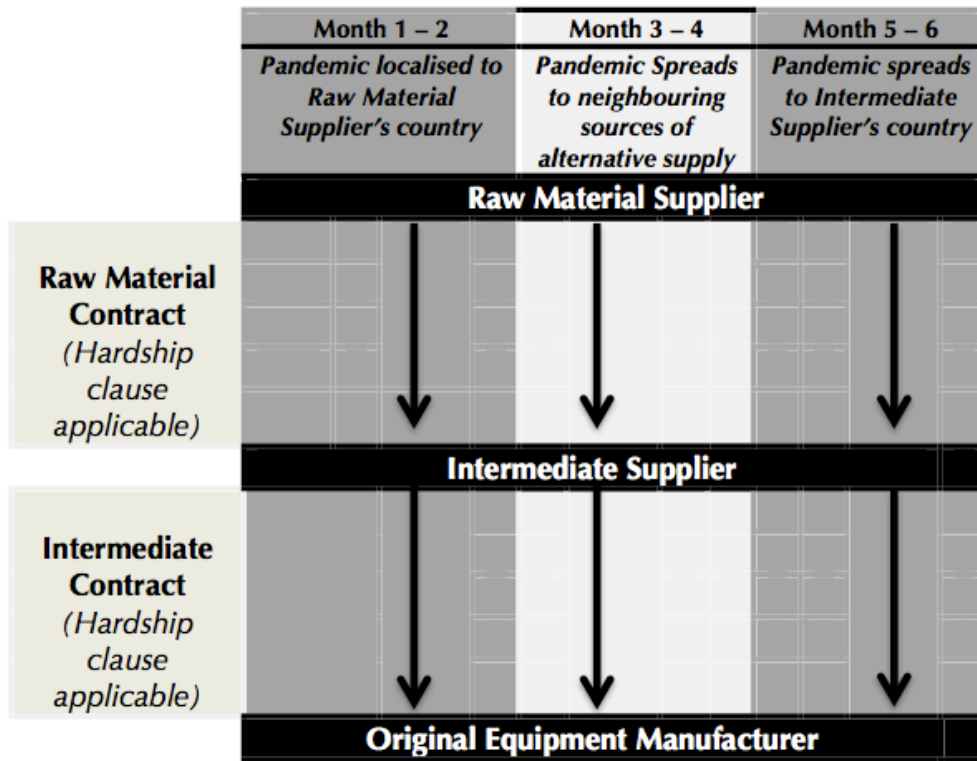 Month 1 – 2
Month 3 – 4
Month 5 – 6
Pandemic localised to
Raw Material
Supplier's country
Pandemic Spreads
to neighbouring
sources of
alternative supply
Pandemic spreads
to Intermediate
Supplier's country
Raw Material Supplier
Raw Material
Contract
(Hardship
clause
applicable)
Intermediate Supplier
Intermediate
Contract
(Hardship
clause
applicable)
Original Equipment Manufacturer